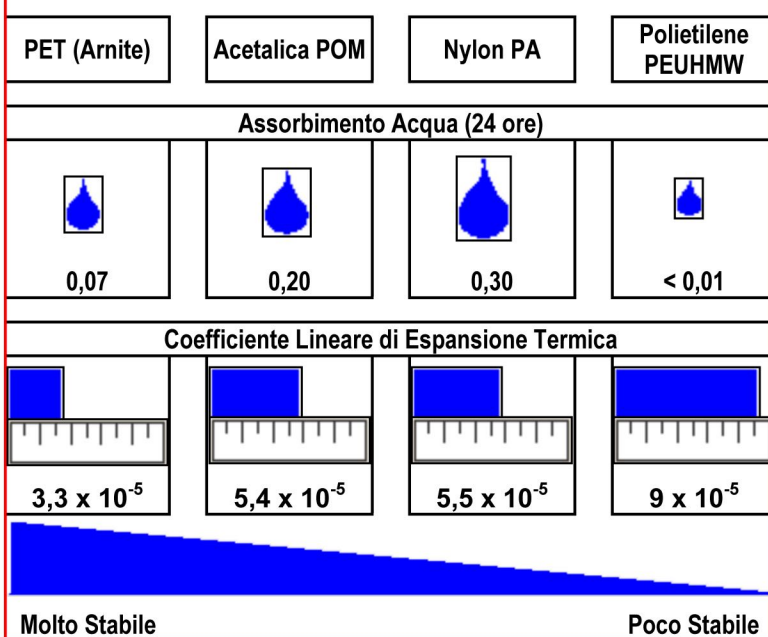 PET (Arnite)
Acetalica POM
Nylon PA
Polietilene
PEUHMW
Assorbimento Acqua (24 ore)
0,07
0,20
0,30
< 0,01
Coefficiente Lineare di Espansione Termica
3,3 x 10⁻⁵
5,4 x 10⁻⁵
5,5 x 10⁻⁵
9 x 10⁻⁵
Molto Stabile
Poco Stabile